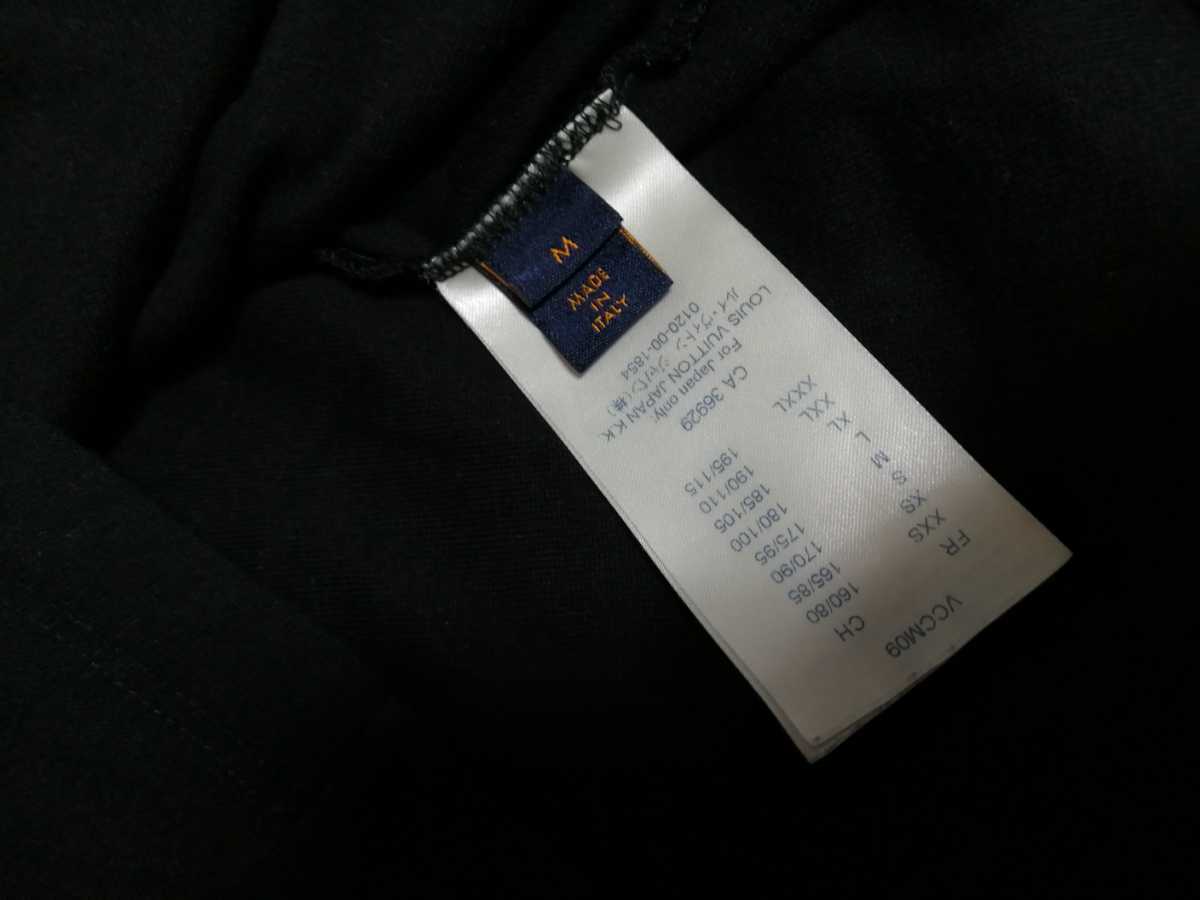 M
MADE
IN
ITALY
VCCM09
FR CH
XXS 160/80
XS 165/85
S 170/90
M 175/95
L 180/100
XL 185/105
XXL 190/110
XXXL 195/115
CA 36929
For Japan only:
LOUIS VUITTON JAPAN K.K.
ルイ・ヴィトン ジャパン(株)
0120-00-1854